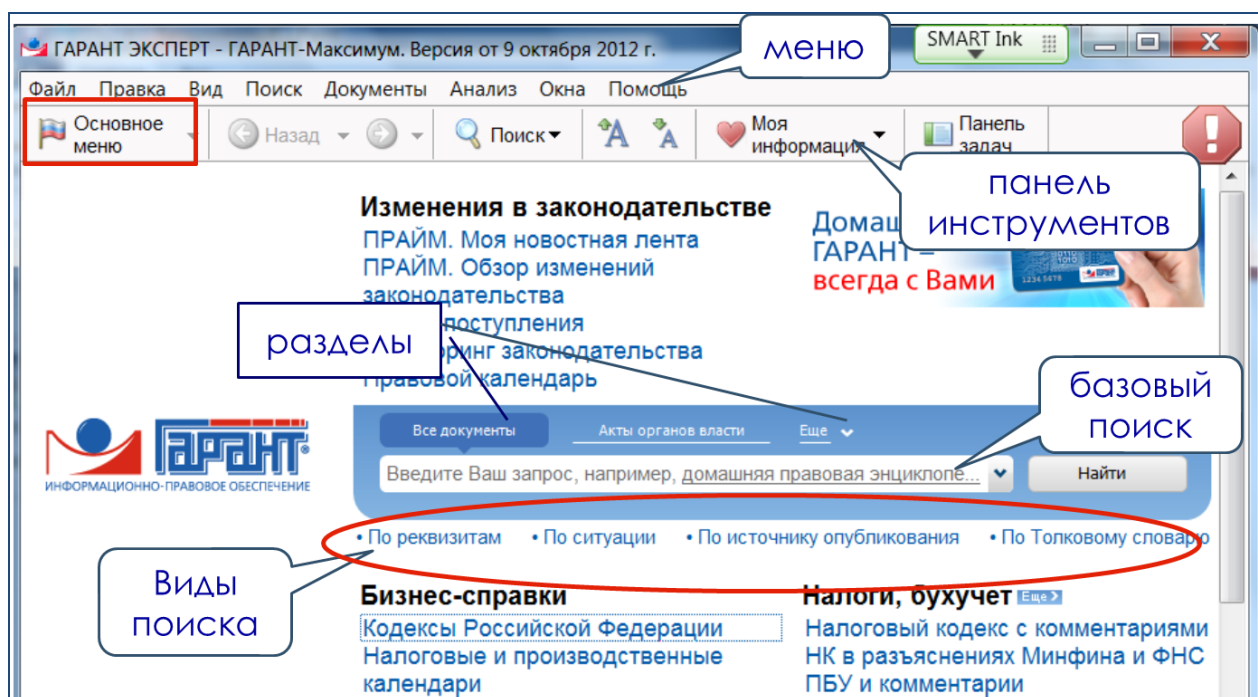 ГАРАНТ ЭКСПЕРТ - ГАРАНТ-Максимум. Версия от 9 октября 2012 г.
меню
SMART Ink
Файл Правка Вид Поиск Документы Анализ Окна Помощь
Основное
меню
Назад
Поиск
Моя
информация
Панель
задач
панель
инструментов
Изменения в законодательстве
ПРАЙМ. Моя новостная лента
ПРАЙМ. Обзор изменений
законодательства
поступления
законодательства
Правовой календарь
ГАРАНТ –
всегда с Вами
1234 5678
разделы
базовый
поиск
Все документы Акты органов власти Еще
Введите Ваш запрос, например, домашняя правовая энциклопе... Найти
ГАРАНТ
ИНФОРМАЦИОННО-ПРАВОВОЕ ОБЕСПЕЧЕНИЕ
• По реквизитам • По ситуации • По источнику опубликования • По Толковому словарю
Виды
поиска
Бизнес-справки
Кодексы Российской Федерации
Налоговые и производственные
календари
Налоги, бухучет Еще
Налоговый кодекс с комментариями
НК в разъяснениях Минфина и ФНС
ПБУ и комментарии